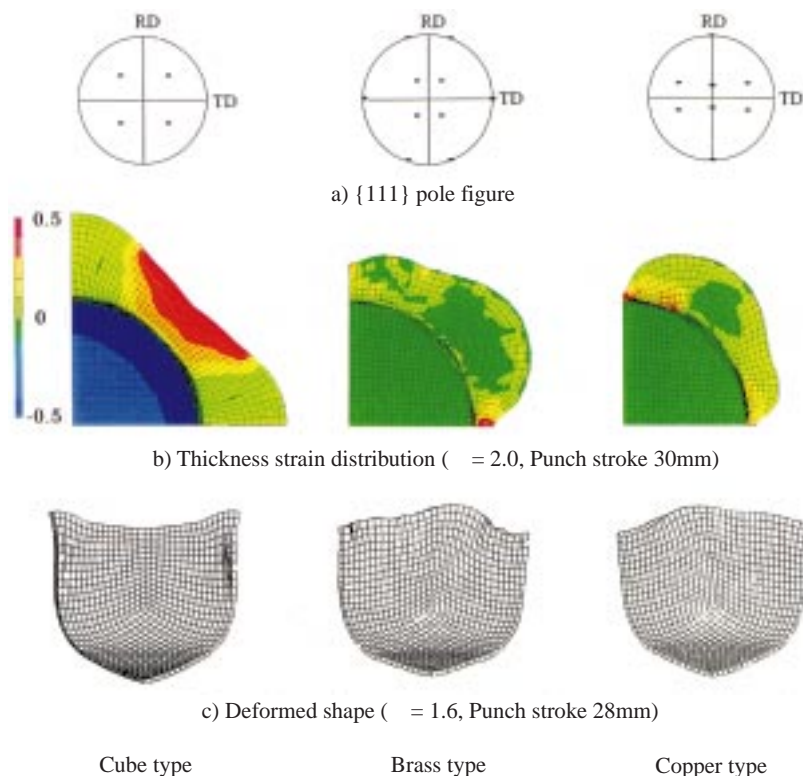 RD
TD
RD
TD
RD
TD
a) {111} pole figure
0.5
0
-0.5
b) Thickness strain distribution ( = 2.0, Punch stroke 30mm)
c) Deformed shape ( = 1.6, Punch stroke 28mm)
Cube type Brass type Copper type